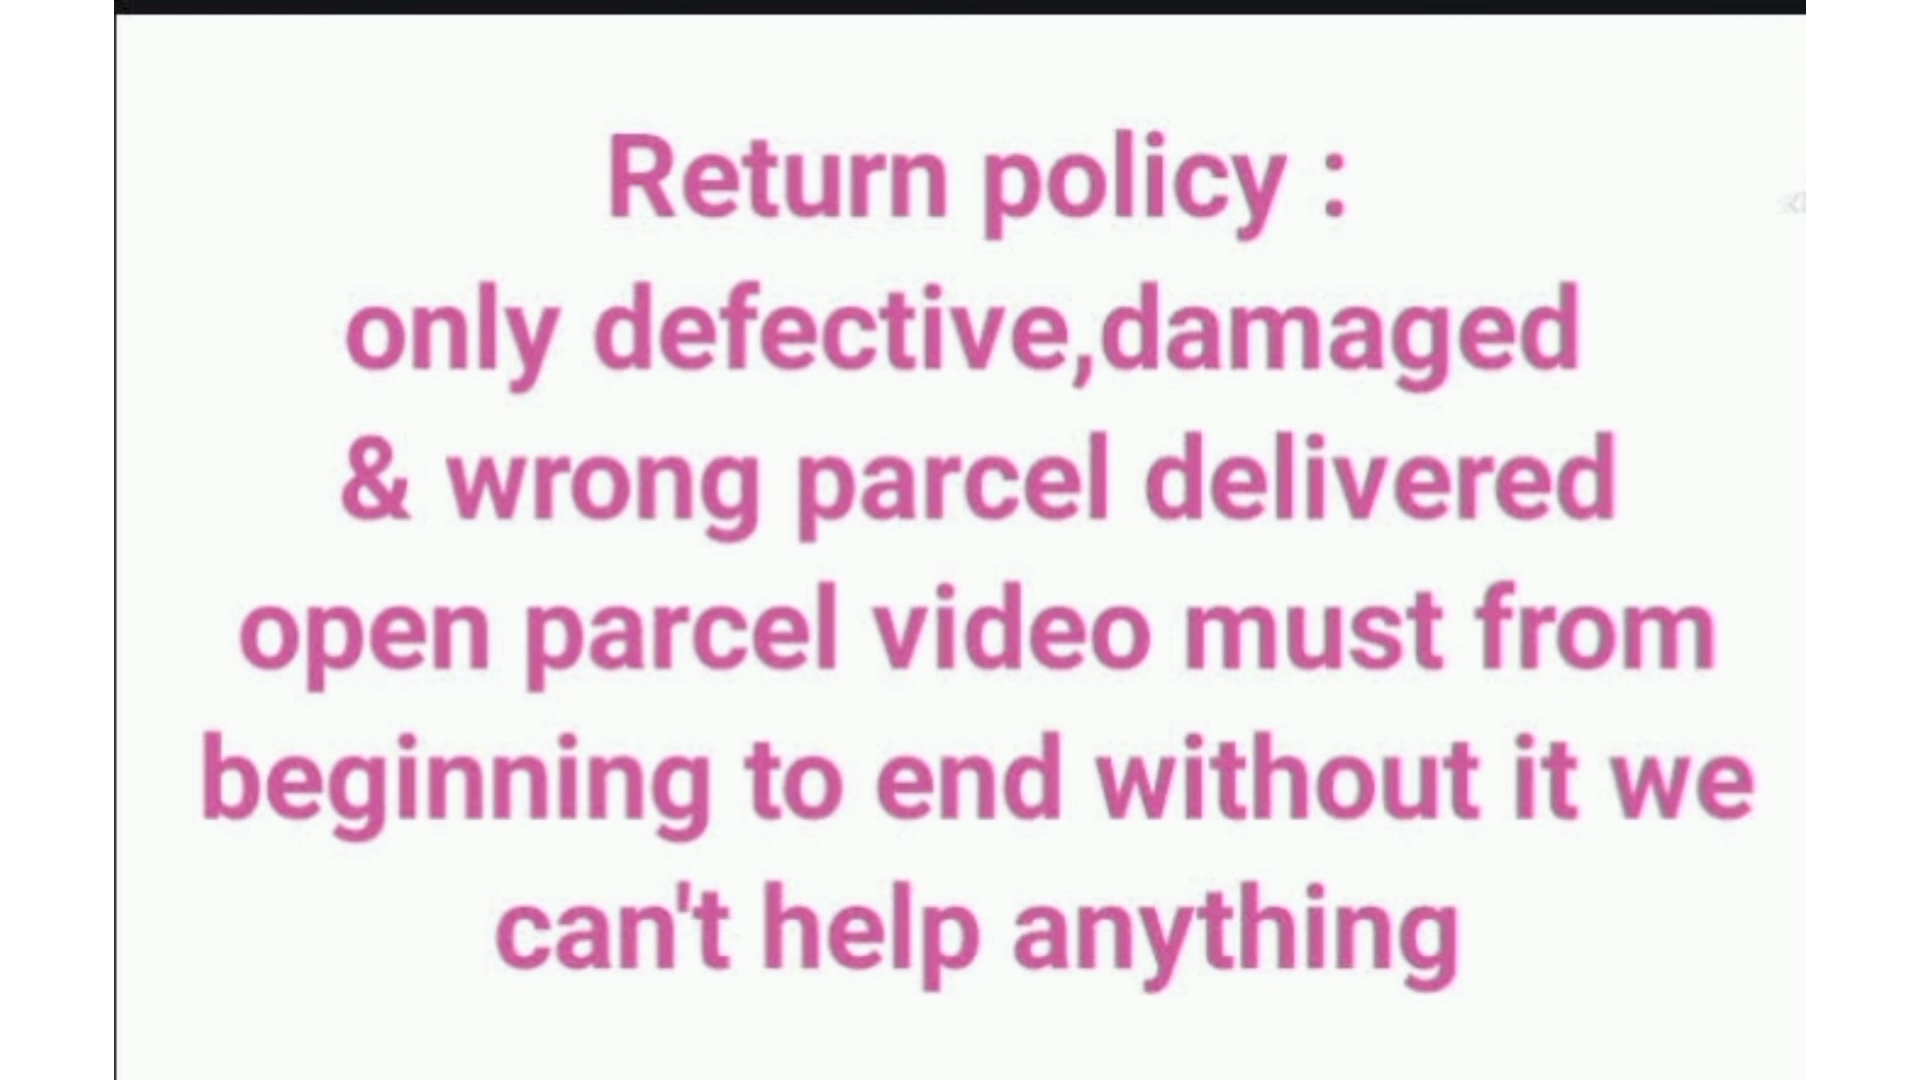 Return policy :
only defective,damaged
& wrong parcel delivered
open parcel video must from
beginning to end without it we
can't help anything